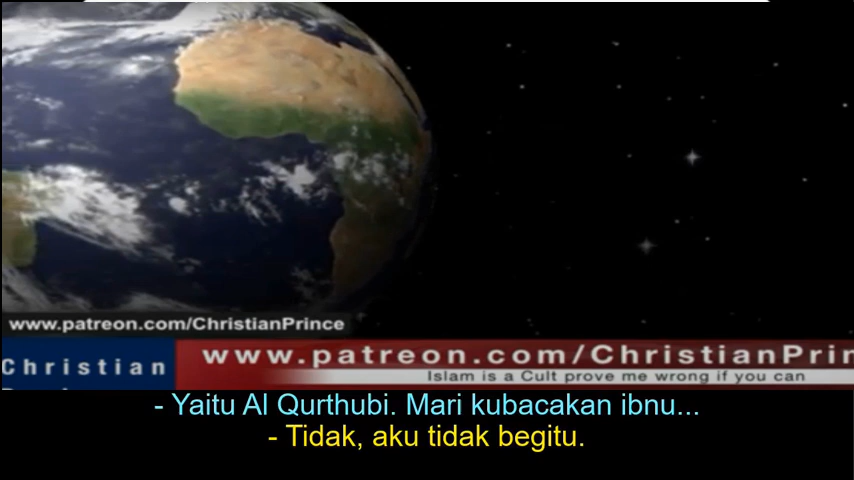 www.patreon.com/ChristianPrince
www.patreon.com/ChristianPrin
Christian
Islam is a Cult prove me wrong if you can
- Yaitu Al Qurthubi. Mari kubacakan ibnu...
- Tidak, aku tidak begitu.